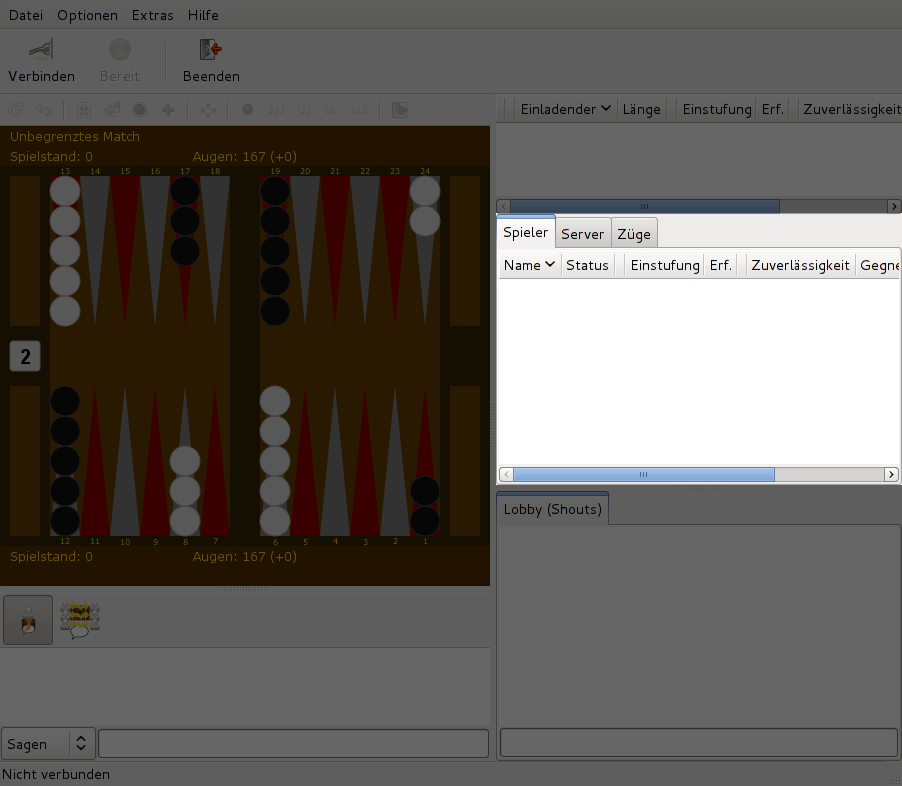 Datei Optionen Extras Hilfe
Verbinden Bereit Beenden
Einladender Länge Einstufung Erf. Zuverlässigkeit
Unbegrenztes Match
Spielstand: 0 Augen: 167 (+0)
13 14 15 16 17 18 19 20 21 22 23 24
Spieler Server Züge
Name Status Einstufung Erf. Zuverlässigkeit Gegne
2
12 11 10 9 8 7 6 5 4 3 2 1
Spielstand: 0 Augen: 167 (+0)
Lobby (Shouts)
Sagen
Nicht verbunden